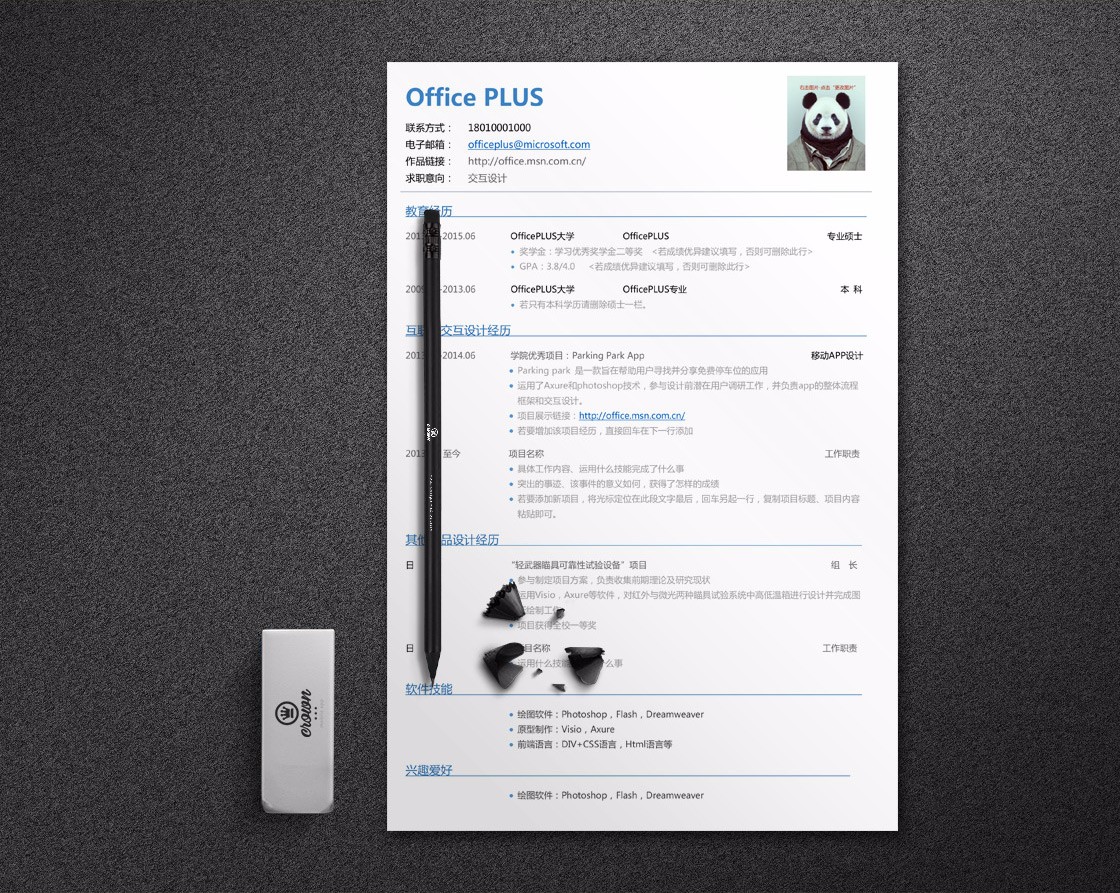 Office PLUS
右击图片-点击“更改图片”
联系方式： 18010001000
电子邮箱： officeplus@microsoft.com
作品链接： http://office.msn.com.cn/
求职意向： 交互设计
教育经历
2013 -2015.06 OfficePLUS大学 OfficePLUS 专业硕士
奖学金：学习优秀奖学金二等奖 <若成绩优异建议填写，否则可删除此行>
GPA：3.8/4.0 <若成绩优异建议填写，否则可删除此行>
2009 -2013.06 OfficePLUS大学 OfficePLUS专业 本 科
若只有本科学历请删除硕士一栏。
互联 交互设计经历
2013 -2014.06 学院优秀项目：Parking Park App 移动APP设计
Parking park 是一款旨在帮助用户寻找并分享免费停车位的应用
运用了Axure和photoshop技术，参与设计前潜在用户调研工作，并负责app的整体流程
框架和交互设计。
项目展示链接：http://office.msn.com.cn/
若要增加该项目经历，直接回车在下一行添加
2013 至今 项目名称 工作职责
具体工作内容、运用什么技能完成了什么事
突出的事迹、该事件的意义如何，获得了怎样的成绩
若要添加新项目，将光标定位在此段文字最后，回车另起一行，复制项目标题、项目内容
粘贴即可。
其他 品设计经历
日 “轻武器瞄具可靠性试验设备”项目 组 长
参与制定项目方案，负责收集前期理论及研究现状
运用Visio，Axure等软件，对红外与微光两种瞄具试验系统中高低温箱进行设计并完成图
绘制工作
项目获得全校一等奖
日 目名称 工作职责
运用什么技能 什么事
软件技能
绘图软件：Photoshop，Flash，Dreamweaver
原型制作：Visio，Axure
前端语言：DIV+CSS语言，Html语言等
兴趣爱好
绘图软件：Photoshop，Flash，Dreamweaver
crown